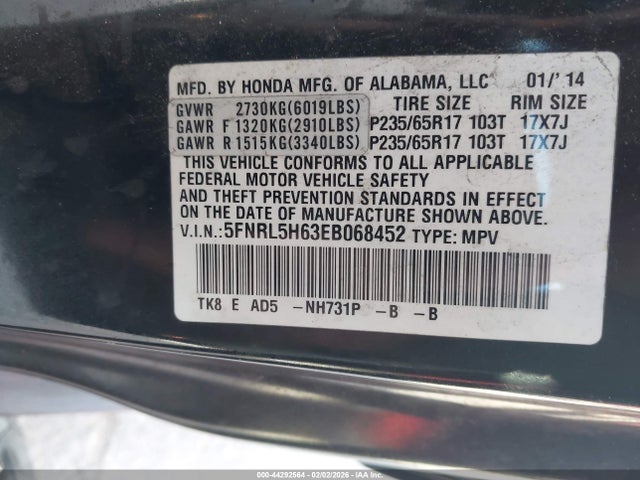 MFD. BY HONDA MFG. OF ALABAMA, LLC 01/'14
GVWR 2730KG(6019LBS) TIRE SIZE RIM SIZE
GAWR F 1320KG(2910LBS) P235/65R17 103T 17X7J
GAWR R 1515KG(3340LBS) P235/65R17 103T 17X7J
THIS VEHICLE CONFORMS TO ALL APPLICABLE
FEDERAL MOTOR VEHICLE SAFETY
AND THEFT PREVENTION STANDARDS IN EFFECT
ON THE DATE OF MANUFACTURE SHOWN ABOVE.
V.I.N.:5FNRL5H63EB068452 TYPE: MPV
TK8 E AD5 -NH731P -B -B
000-44292564 - 02/02/2026 - IAAI.com